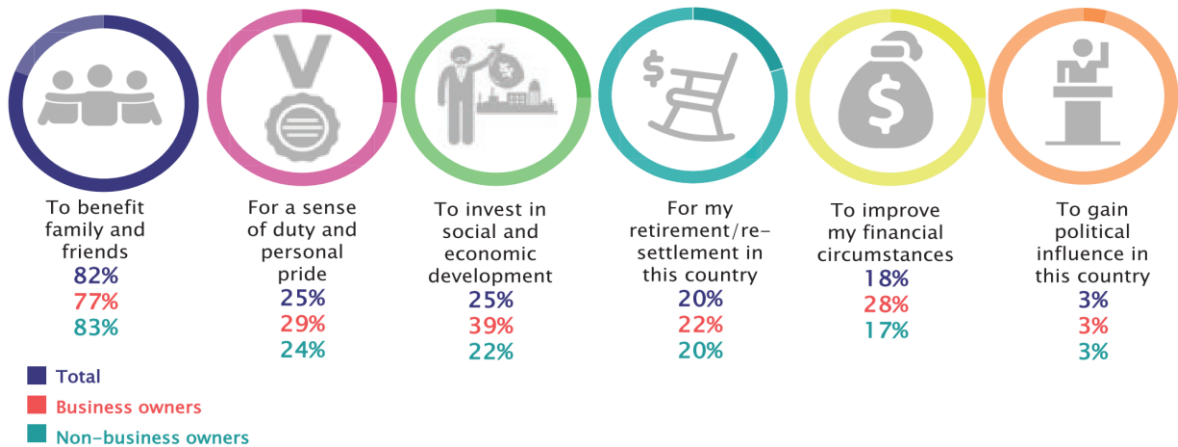 To benefit
family and
friends
82%
77%
83%
For a sense
of duty and
personal
pride
25%
29%
24%
To invest in
social and
economic
development
25%
39%
22%
$
For my
retirement/re-
settlement in
this country
20%
22%
20%
$
To improve
my financial
circumstances
18%
28%
17%
To gain
political
influence in
this country
3%
3%
3%
Total
Business owners
Non-business owners